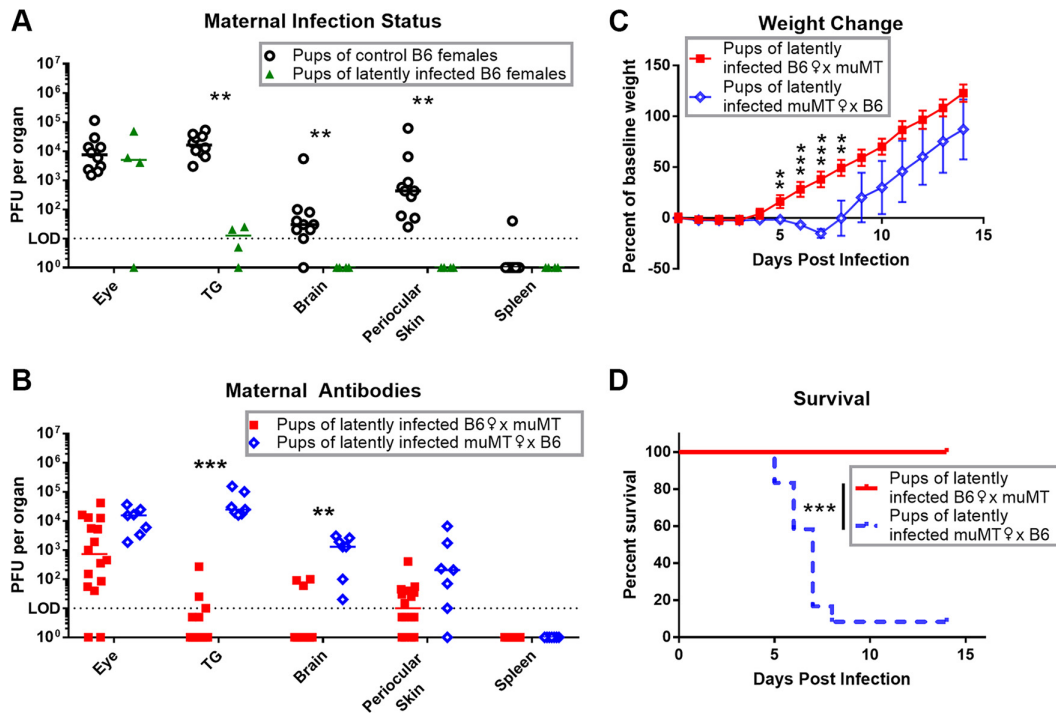 A
Maternal Infection Status
Pups of control B6 females
Pups of latently infected B6 females
PFU per organ
10⁷
10⁶
10⁵
10⁴
10³
10²
LOD
10⁰
**
**
**
Eye
TG
Brain
Periocular
Skin
Spleen
B
Maternal Antibodies
Pups of latently infected B6♀x muMT
Pups of latently infected muMT♀x B6
PFU per organ
10⁷
10⁶
10⁵
10⁴
10³
10²
LOD
10⁰
***
**
Eye
TG
Brain
Periocular
Skin
Spleen
C
Weight Change
Pups of latently
infected B6♀x muMT
Pups of latently
infected muMT♀x B6
Percent of baseline weight
150
100
50
0
-50
**
***
***
**
5
10
15
Days Post Infection
D
Survival
Pups of latently
infected B6♀x muMT
Pups of latently
infected muMT♀x B6
***
Percent survival
100
80
60
40
20
0
0
5
10
15
Days Post Infection